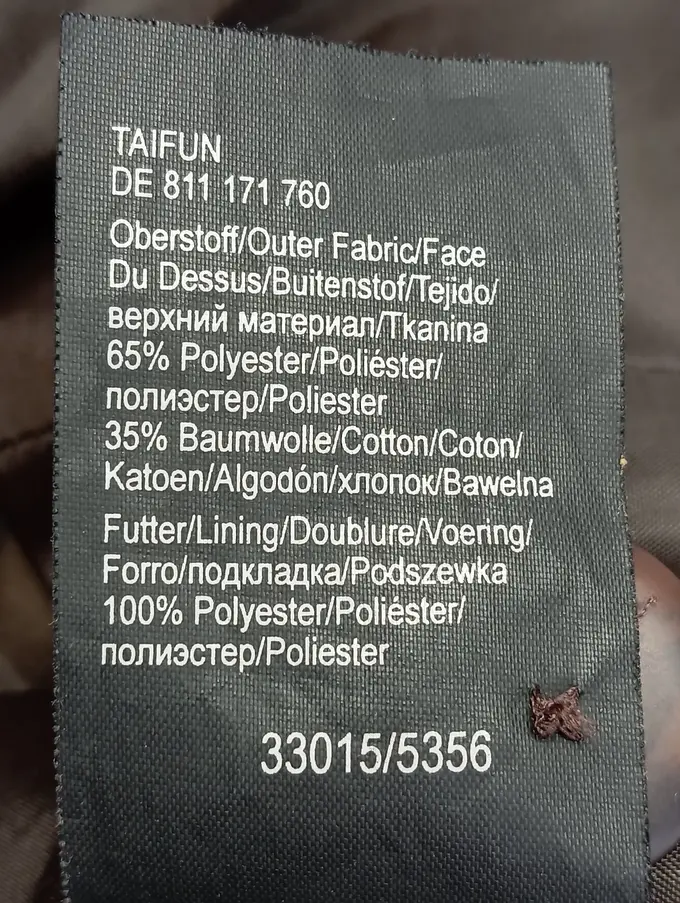 TAIFUN
DE 811 171 760
Oberstoff/Outer Fabric/Face
Du Dessus/Buitenstof/Tejido/
верхний материал/Tkanina
65% Polyester/Poliéster/
полиэстер/Poliester
35% Baumwolle/Cotton/Coton/
Katoen/Algodón/хлопок/Bawelna
Futter/Lining/Doublure/Voering/
Forro/подкладка/Podszewka
100% Polyester/Poliéster/
полиэстер/Poliester
33015/5356